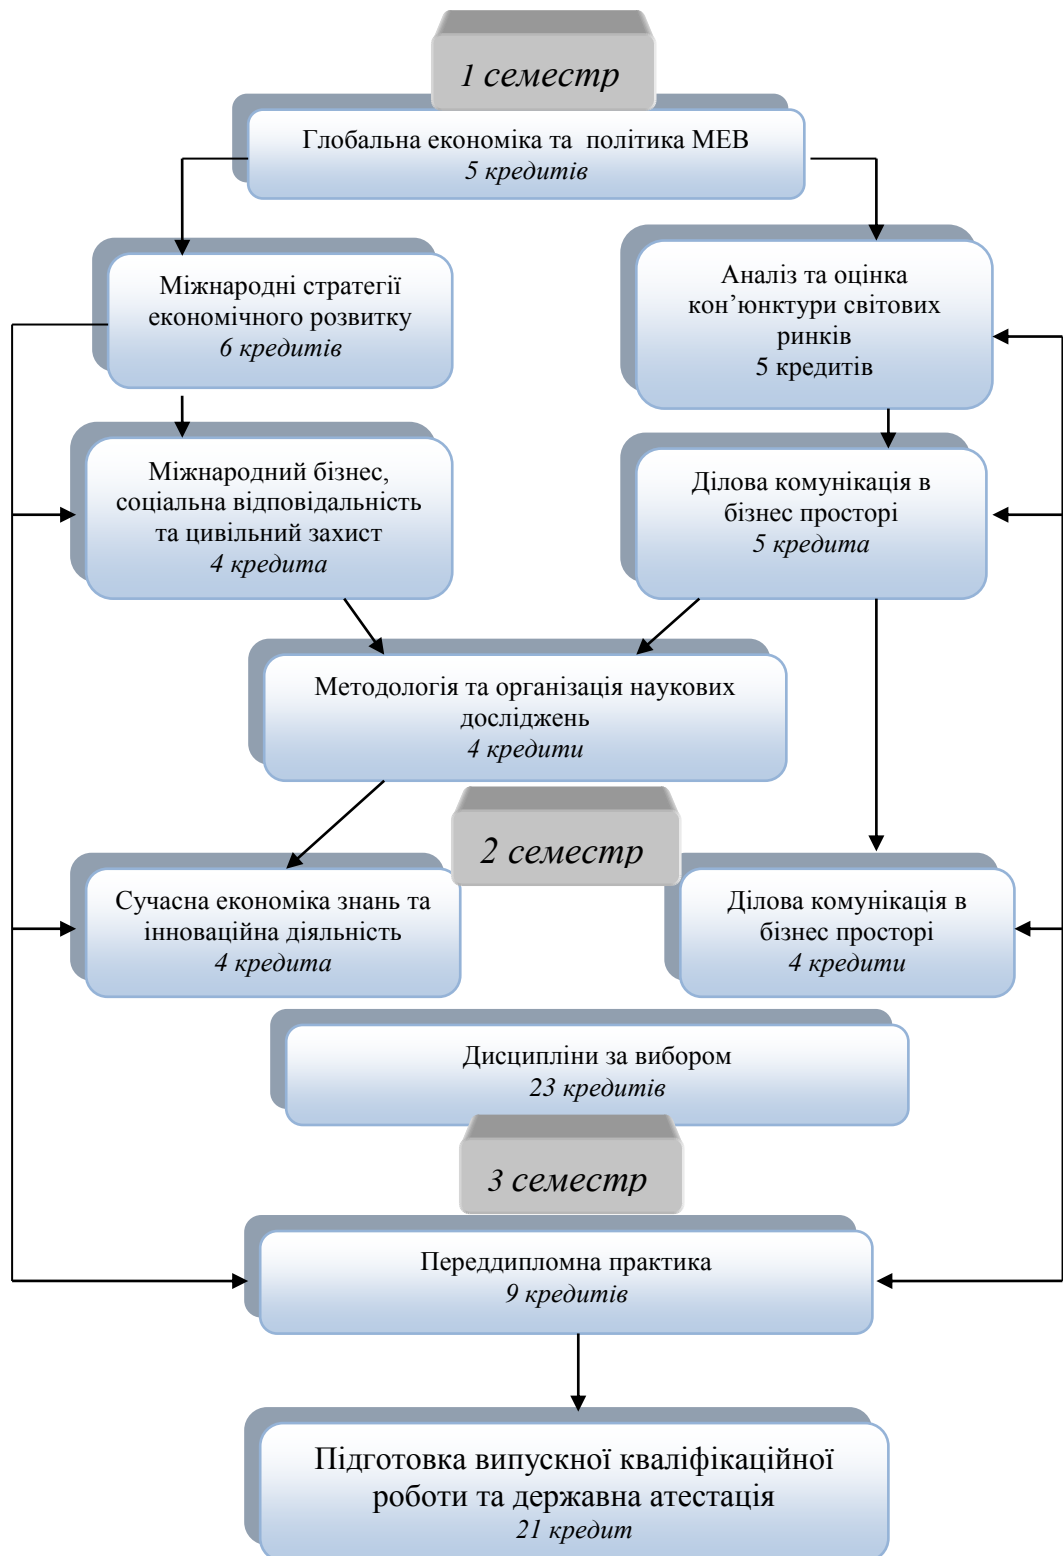 1 семестр
Глобальна економіка та політика МЕВ
5 кредитів
Міжнародні стратегії
економічного розвитку
6 кредитів
Аналіз та оцінка
кон’юнктури світових
ринків
5 кредитів
Міжнародний бізнес,
соціальна відповідальність
та цивільний захист
4 кредита
Ділова комунікація в
бізнес просторі
5 кредита
Методологія та організація наукових
досліджень
4 кредити
2 семестр
Сучасна економіка знань та
інноваційна діяльність
4 кредита
Ділова комунікація в
бізнес просторі
4 кредити
Дисципліни за вибором
23 кредитів
3 семестр
Переддипломна практика
9 кредитів
Підготовка випускної кваліфікаційної
роботи та державна атестація
21 кредит